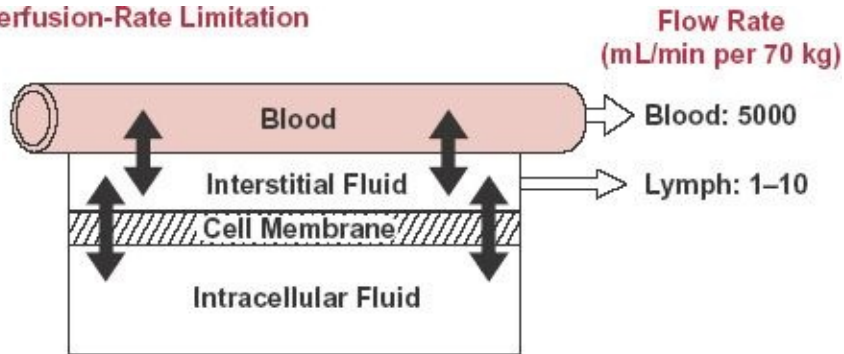 erfusion-Rate Limitation
Flow Rate
(mL/min per 70 kg)
Blood
Blood: 5000
Interstitial Fluid
Lymph: 1–10
Cell Membrane
Intracellular Fluid